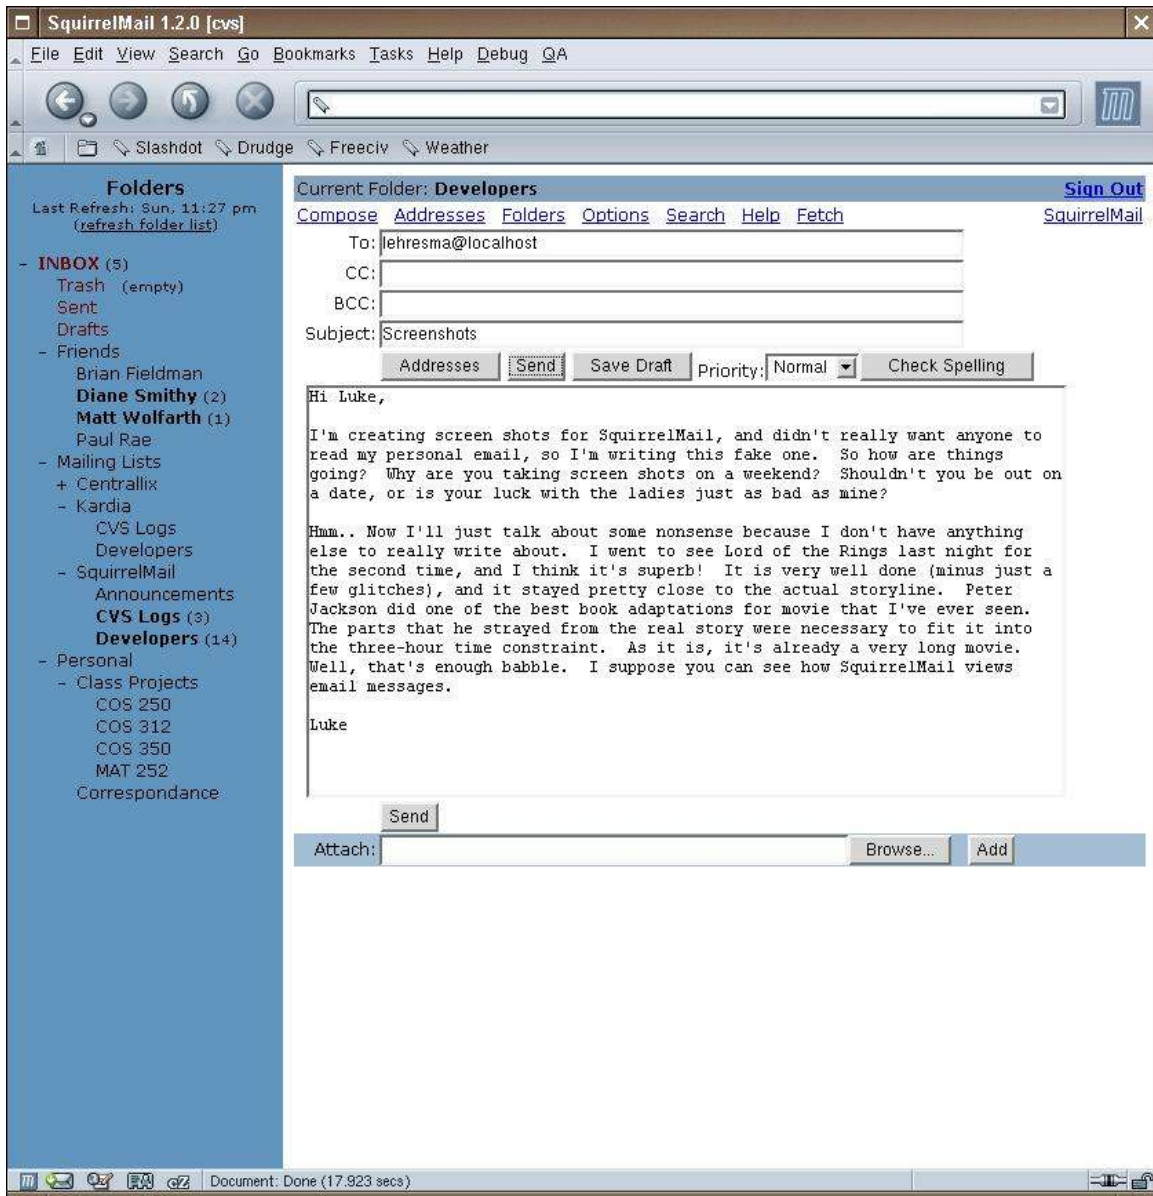 SquirrelMail 1.2.0 [cvs]
File Edit View Search Go Bookmarks Tasks Help Debug QA
Slashdot Drudge Freeciv Weather
Folders
Last Refresh: Sun, 11:27 pm
(refresh folder list)
- INBOX (5)
Trash (empty)
Sent
Drafts
- Friends
Brian Fieldman
Diane Smithy (2)
Matt Wolfarth (1)
Paul Rae
- Mailing Lists
+ Centrallix
- Kardia
CVS Logs
Developers
- SquirrelMail
Announcements
CVS Logs (3)
Developers (14)
- Personal
- Class Projects
COS 250
COS 312
COS 350
MAT 252
Correspondance
Current Folder: Developers Sign Out
Compose Addresses Folders Options Search Help Fetch SquirrelMail
To: lehresma@localhost
CC:
BCC:
Subject: Screenshots
Addresses Send Save Draft Priority: Normal Check Spelling
Hi Luke,
I'm creating screen shots for SquirrelMail, and didn't really want anyone to
read my personal email, so I'm writing this fake one.  So how are things
going?  Why are you taking screen shots on a weekend?  Shouldn't you be out on
a date, or is your luck with the ladies just as bad as mine?
Hmm.. Now I'll just talk about some nonsense because I don't have anything
else to really write about.  I went to see Lord of the Rings last night for
the second time, and I think it's superb!  It is very well done (minus just a
few glitches), and it stayed pretty close to the actual storyline.  Peter
Jackson did one of the best book adaptations for movie that I've ever seen.
The parts that he strayed from the real story were necessary to fit it into
the three-hour time constraint.  As it is, it's already a very long movie.
Well, that's enough babble.  I suppose you can see how SquirrelMail views
email messages.
Luke
Send
Attach: Browse... Add
Document: Done (17.923 secs)